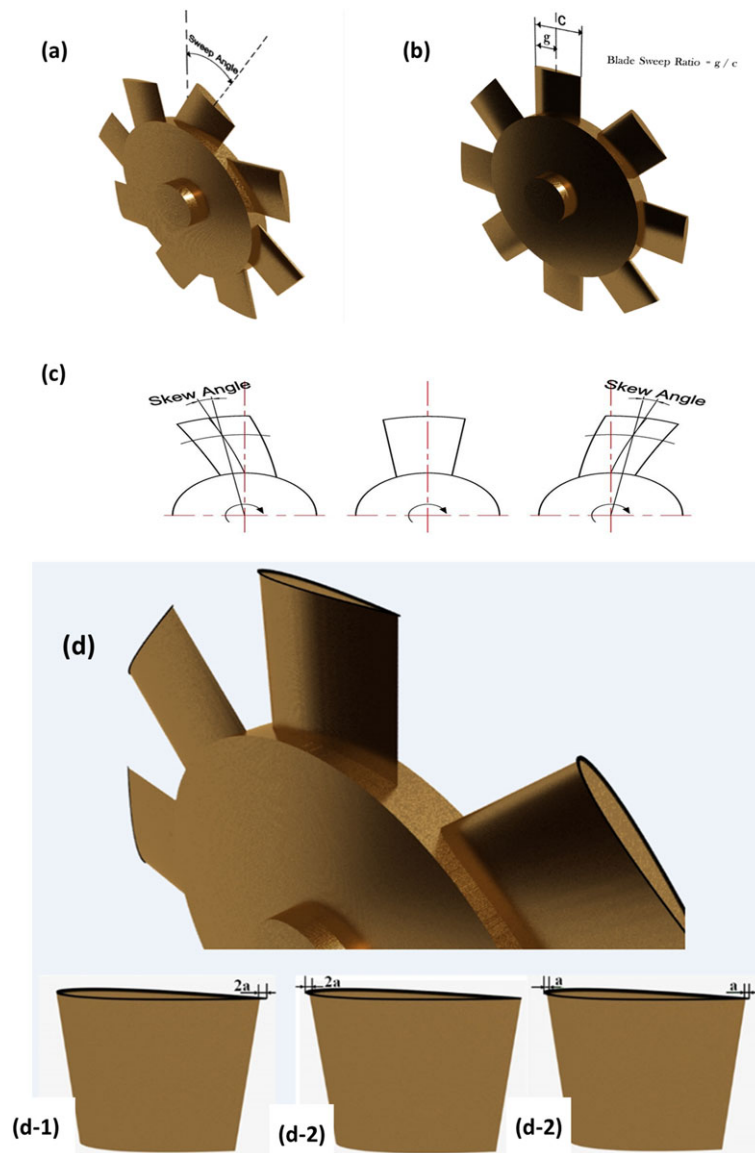 (a)
Sweep Angle
(b)
C
g
Blade Sweep Ratio = g / c
(c)
Skew Angle
Skew Angle
(d)
2a
2a
a
a
(d-1)
(d-2)
(d-2)